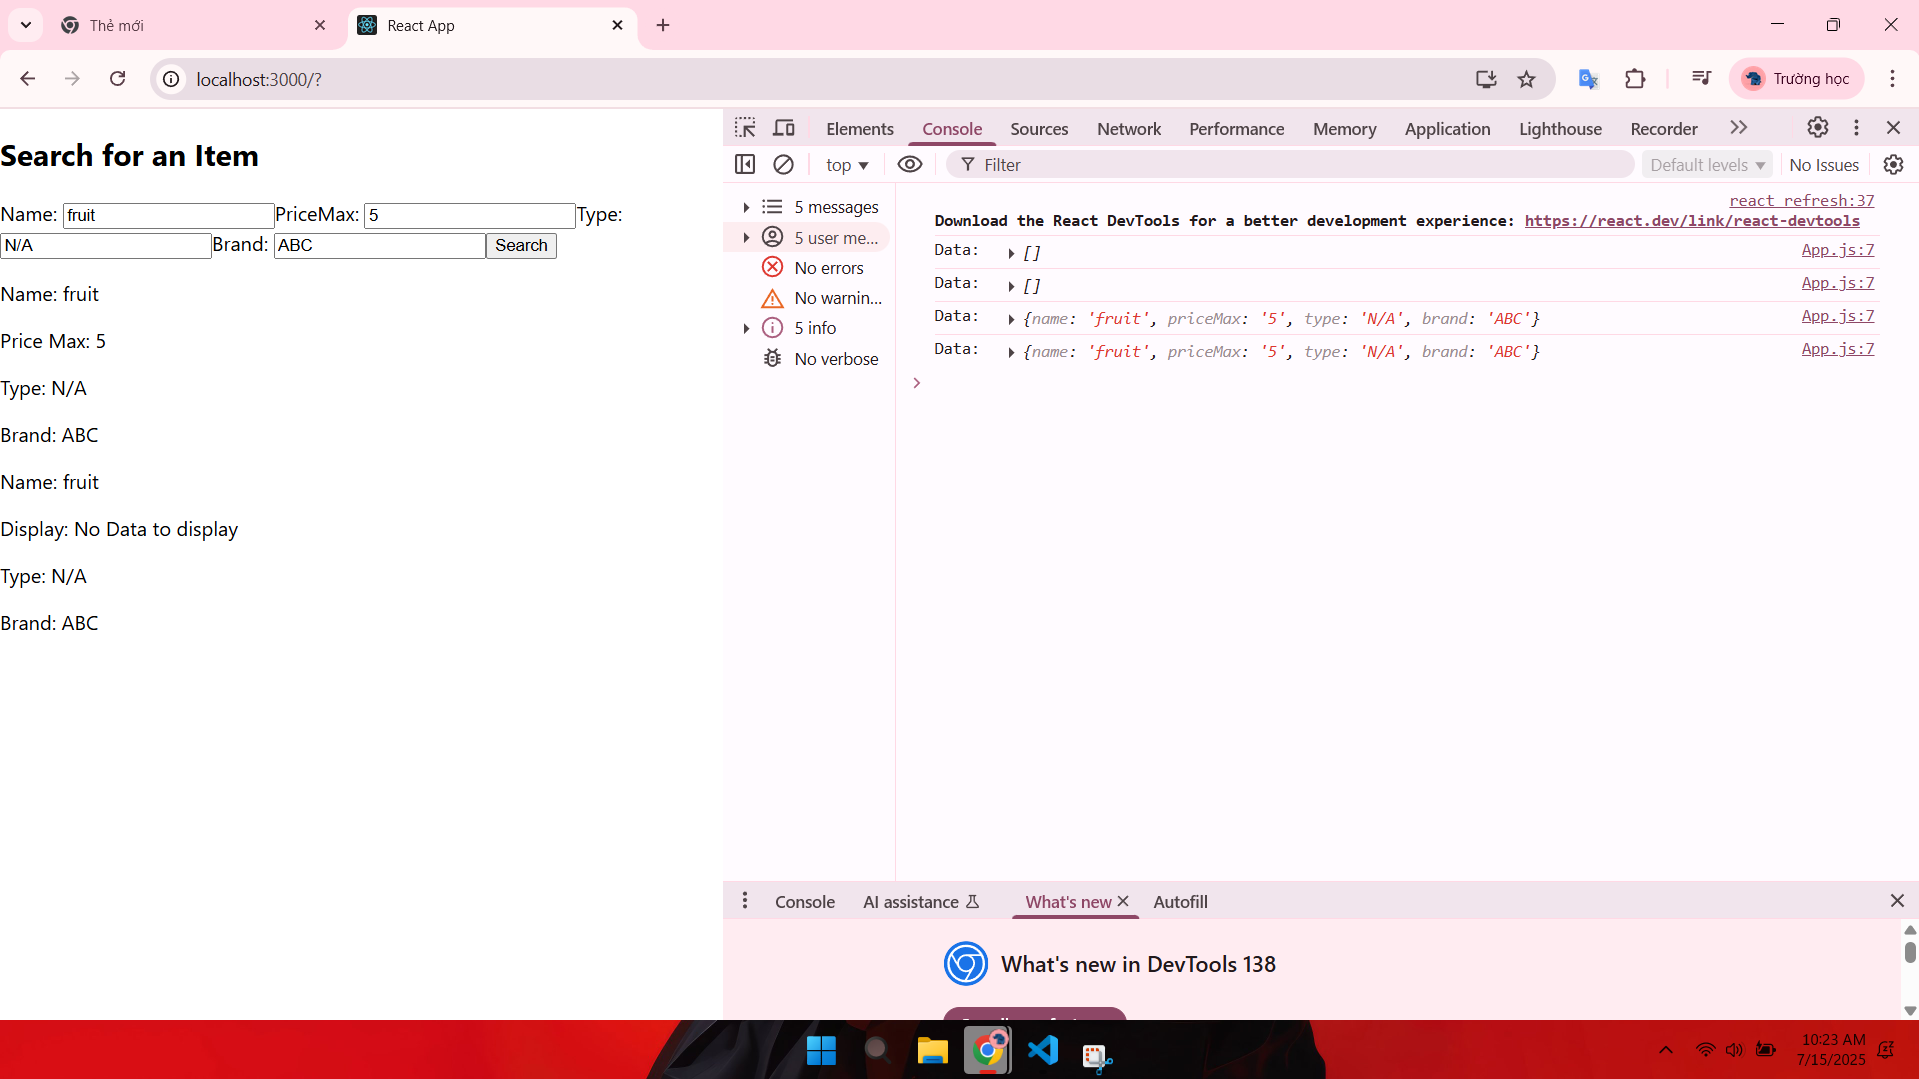 Thẻ mới
React App
localhost:3000/?
Trường học
Search for an Item
Name: fruit PriceMax: 5 Type:
N/A Brand: ABC Search
Name: fruit
Price Max: 5
Type: N/A
Brand: ABC
Name: fruit
Display: No Data to display
Type: N/A
Brand: ABC
Elements Console Sources Network Performance Memory Application Lighthouse Recorder
top Filter Default levels No Issues
5 messages
5 user me...
No errors
No warnin...
5 info
No verbose
react refresh:37
Download the React DevTools for a better development experience: https://react.dev/link/react-devtools
Data: [] App.js:7
Data: [] App.js:7
Data: {name: 'fruit', priceMax: '5', type: 'N/A', brand: 'ABC'} App.js:7
Data: {name: 'fruit', priceMax: '5', type: 'N/A', brand: 'ABC'} App.js:7
Console AI assistance What's new Autofill
What's new in DevTools 138
10:23 AM
7/15/2025